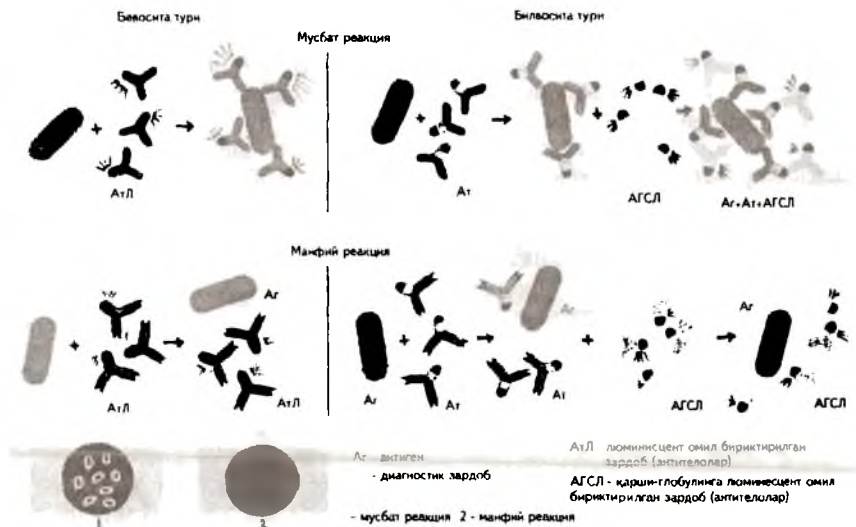 Бевосита тури
Билвосита тури
Мусбат реакция
АтЛ
Ат
АГСЛ
Аг+Ат+АГСЛ
Манфий реакция
Аг
АтЛ
АтЛ
Аг
Ат
Аг
Ат
АГСЛ
Аг
АГСЛ
1
2
Аг антиген
- диагностик зардоб
- мусбат реакция 2 - манфий реакция
АтЛ люминисцент омил бириктирилган
зардоб (антителолар)
АГСЛ - қарши-глобулинга люминесцент омил
бириктирилган зардоб (антителолар)